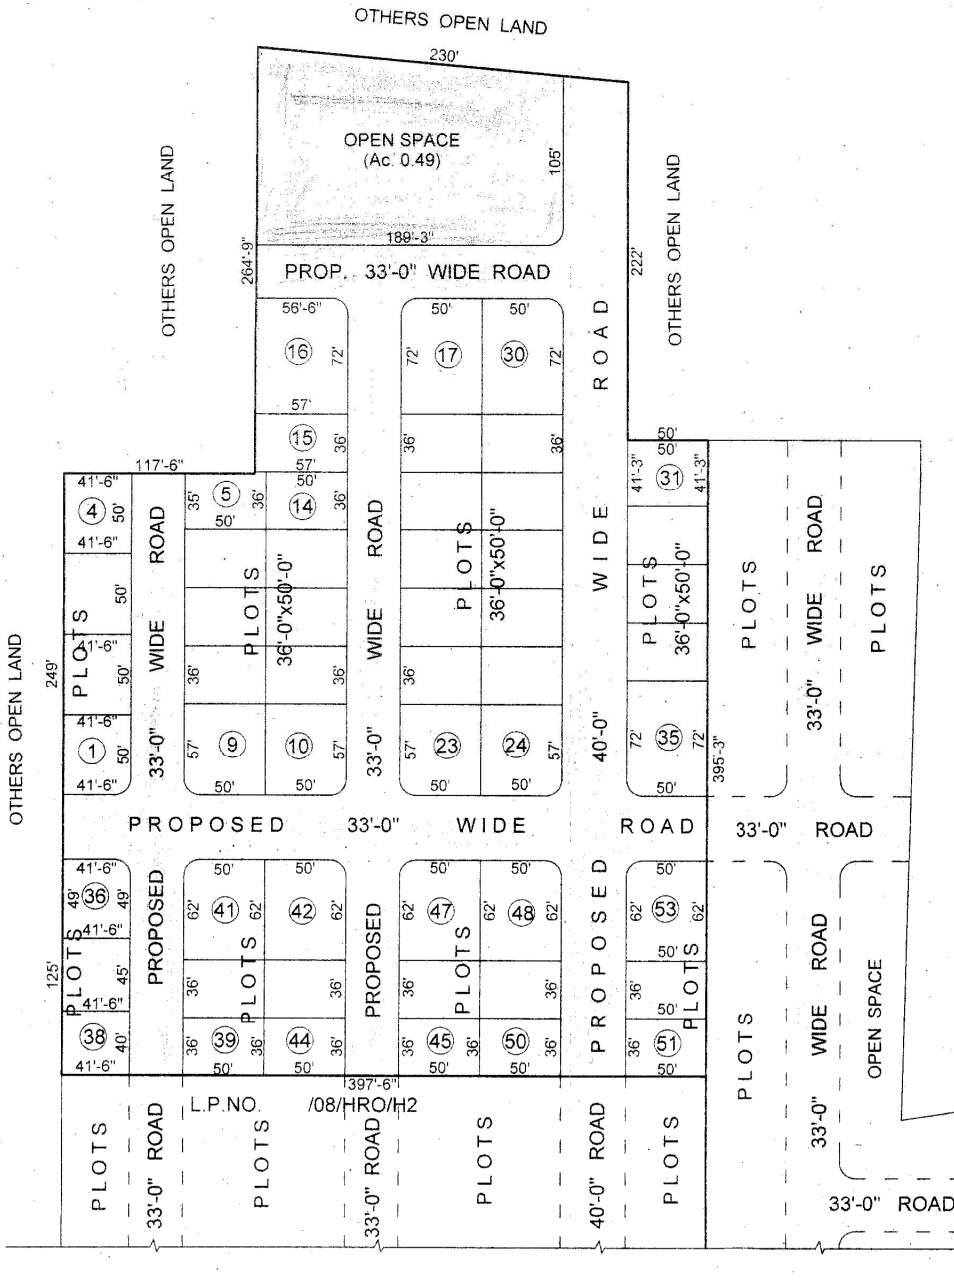 OTHERS OPEN LAND
230'
OPEN SPACE
(Ac. 0.49)
105'
OTHERS OPEN LAND
OTHERS OPEN LAND
264'-9"
222'
189'-3"
PROP. 33'-0" WIDE ROAD
56'-6"
50'
50'
16
72'
72'
17
30
72'
57'
15
36'
36'
36'
57'
117'-6"
50'
50'
41'-6"
4
50'
41'-6"
35'
5
36'
50'
50'
14
36'
41'-3"
31
41'-3"
50'
41'-6"
50'
41'-6"
1
50'
41'-6"
PLOTS
249'
OTHERS OPEN LAND
33'-0" WIDE ROAD
PLOTS
36'-0"x50'-0"
36'
36'
36'
57'
9
10
57'
50'
50'
33'-0" WIDE ROAD
PLOTS
36'-0"x50'-0"
57'
23
24
57'
50'
50'
40'-0" WIDE ROAD
PLOTS
36'-0"x50'-0"
72'
35
72'
50'
395'-3"
PLOTS
33'-0" WIDE ROAD
PLOTS
PROPOSED 33'-0" WIDE ROAD
33'-0" ROAD
41'-6"
49'
36
49'
41'-6"
45'
41'-6"
38
40'
41'-6"
PLOTS
125'
PROPOSED
50'
50'
62'
41
62'
42
62'
36'
36'
PLOTS
36'
39
36'
44
36'
50'
50'
PROPOSED
50'
50'
62'
47
62'
48
62'
36'
36'
PLOTS
36'
45
36'
50
36'
50'
50'
PROPOSED
50'
62'
53
62'
50'
36'
50'
36'
51
50'
PLOTS
PLOTS
33'-0" WIDE ROAD
OPEN SPACE
397'-6"
L.P.NO. /08/HRO/H2
PLOTS
33'-0" ROAD
PLOTS
33'-0" ROAD
PLOTS
40'-0" ROAD
PLOTS
33'-0" ROAD